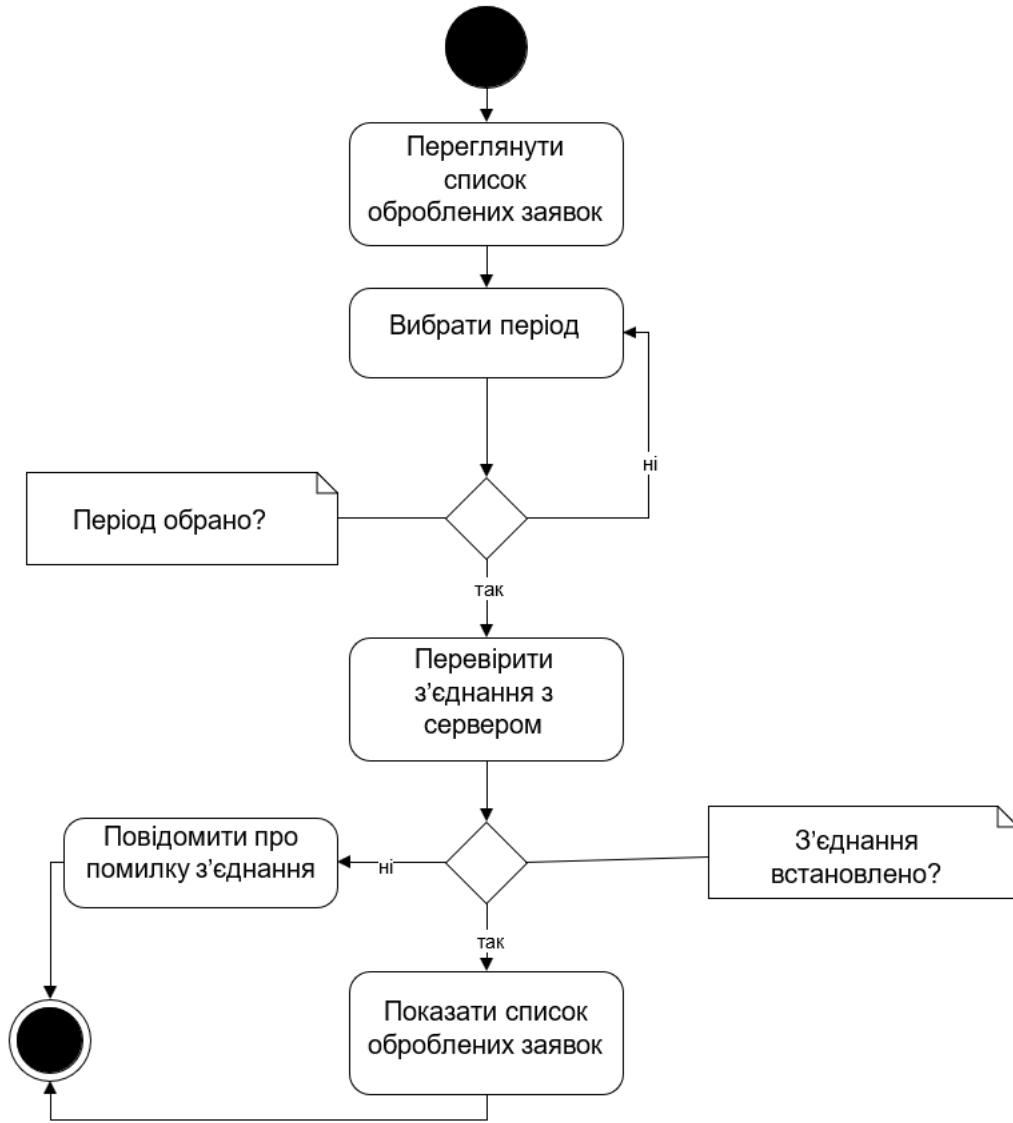 Переглянути
список
оброблених заявок
Вибрати період
ні
Період обрано?
так
Перевірити
з’єднання з
сервером
Повідомити про
помилку з’єднання
ні
З’єднання
встановлено?
так
Показати список
оброблених заявок